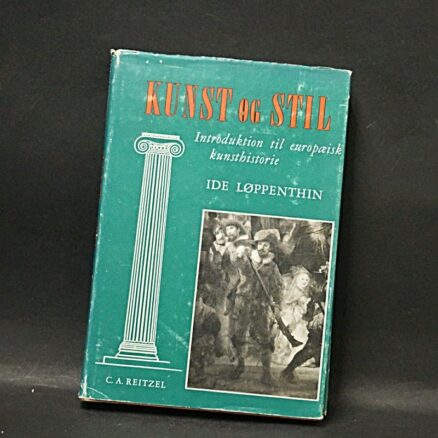 KUNST OG STIL
Introduktion til europæisk
kunsthistorie
IDE LØPPENTHIN
C. A. REITZEL